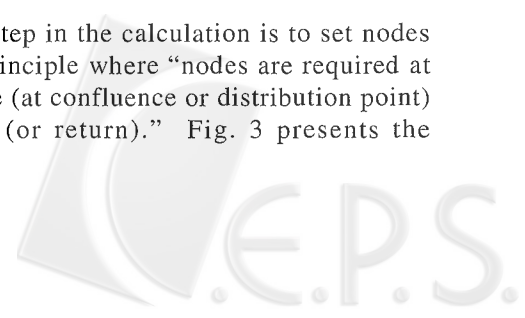 tep in the calculation is to set nodes
inciple where “nodes are required at
e (at confluence or distribution point)
(or return).” Fig. 3 presents the
C.E.P.S.